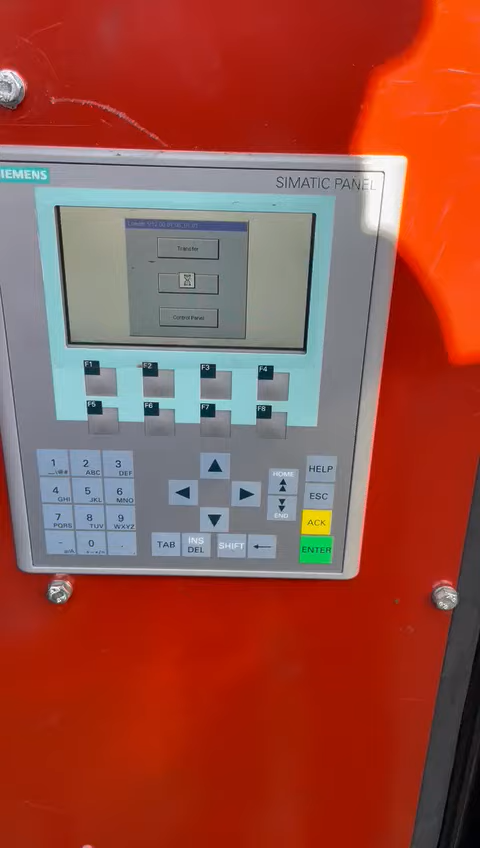 SIEMENS
SIMATIC PANEL
Transfer
Control Panel
F1 F2 F3 F4
F5 F6 F7 F8
1 2 ABC 3 DEF
4 GHI 5 JKL 6 MNO
7 PQRS 8 TUV 9 WXYZ
0
HOME
END
HELP
ESC
ACK
TAB INS DEL SHIFT ENTER